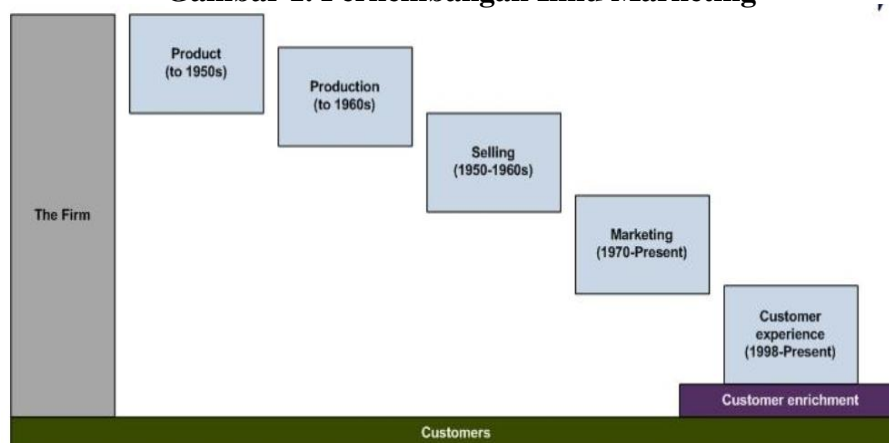 Product
(to 1950s)
Production
(to 1960s)
Selling
(1950-1960s)
The Firm
Marketing
(1970-Present)
Customer
experience
(1998-Present)
Customer enrichment
Customers